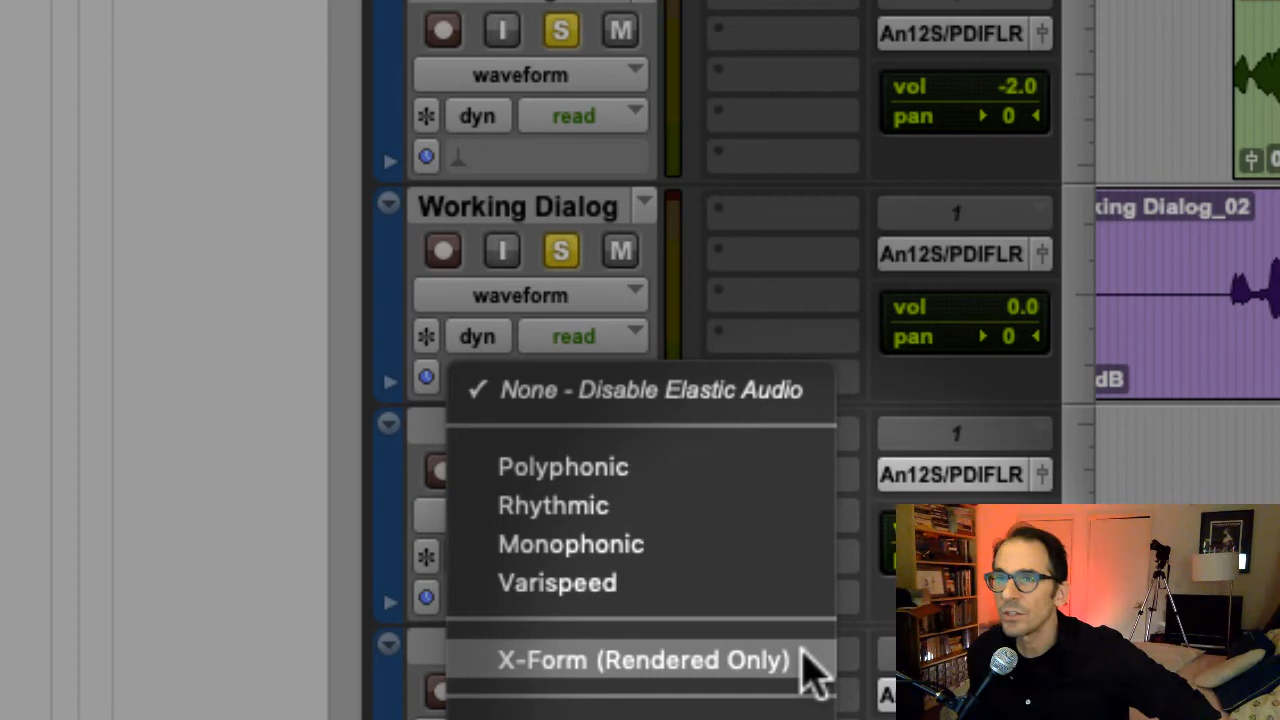 I S M
An12S/PDIFLR
waveform
vol -2.0
pan 0
dyn read
Working Dialog
1
king Dialog_02
I S M
An12S/PDIFLR
waveform
vol 0.0
pan 0
dyn read
dB
✓ None - Disable Elastic Audio
1
Polyphonic
An12S/PDIFLR
Rhythmic
Monophonic
Varispeed
X-Form (Rendered Only)